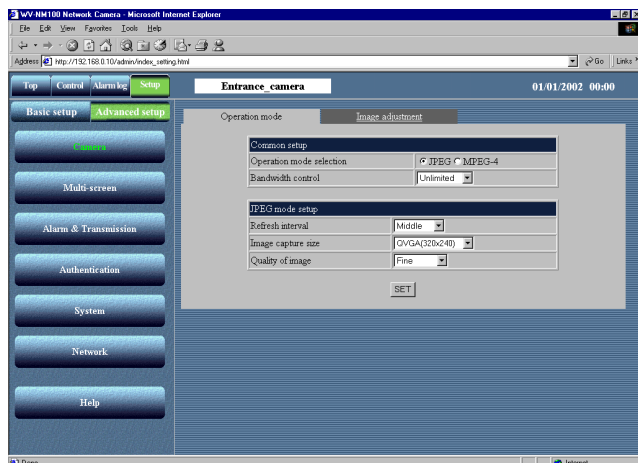 WV-NM100 Network Camera - Microsoft Internet Explorer
File Edit View Favorites Tools Help
Address http://192.168.0.10/admin/index_setting.html Go Links
Top Control Alarm log Setup Entrance_camera 01/01/2002 00:00
Basic setup Advanced setup
Operation mode Image adjustment
Camera
Multi-screen
Alarm & Transmission
Authentication
System
Network
Help
Common setup
Operation mode selection JPEG MPEG-4
Bandwidth control Unlimited
JPEG mode setup
Refresh interval Middle
Image capture size QVGA(320x240)
Quality of image Fine
SET
Done Internet